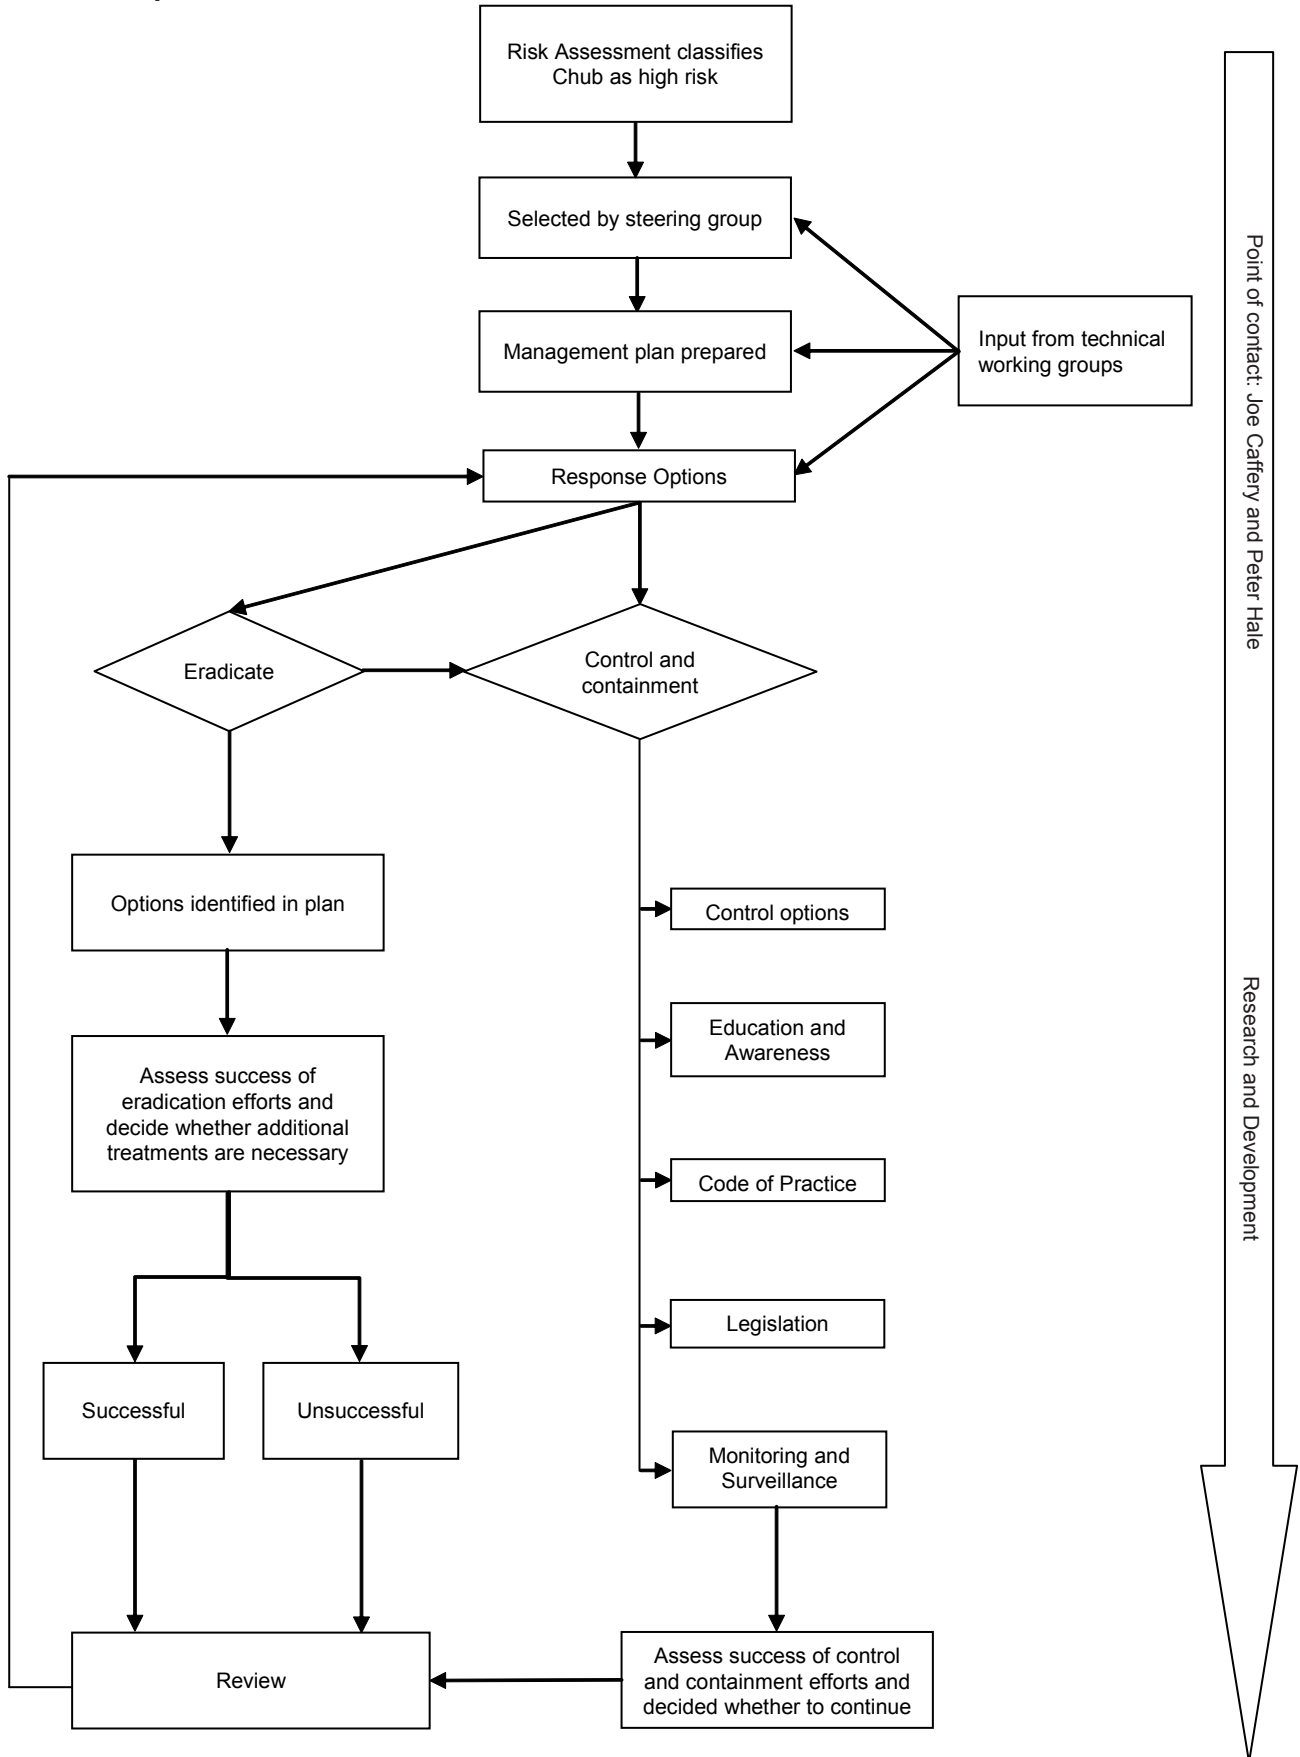 Risk Assessment classifies
Chub as high risk
Selected by steering group
Management plan prepared
Input from technical
working groups
Response Options
Eradicate
Control and
containment
Options identified in plan
Assess success of
eradication efforts and
decide whether additional
treatments are necessary
Successful
Unsuccessful
Control options
Education and
Awareness
Code of Practice
Legislation
Monitoring and
Surveillance
Assess success of control
and containment efforts and
decided whether to continue
Review
Point of contact: Joe Caffery and Peter Hale
Research and Development